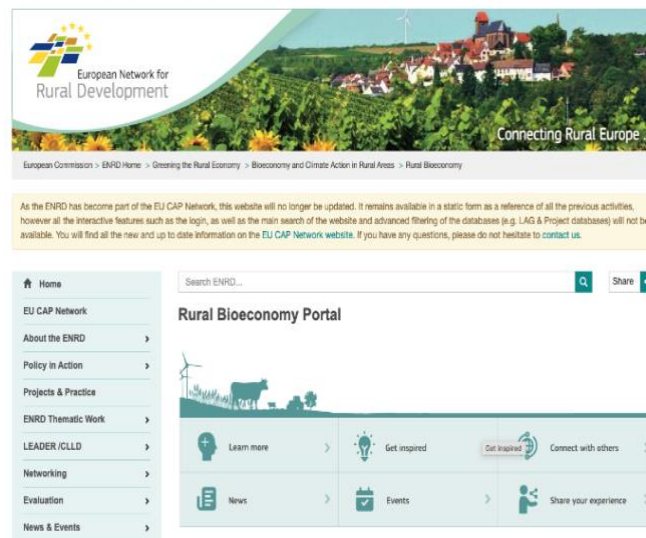 European Network for
Rural Development
Connecting Rural Europe ...
European Commission > ENRD Home > Greening the Rural Economy > Bioeconomy and Climate Action in Rural Areas > Rural Bioeconomy
As the ENRD has become part of the EU CAP Network, this website will no longer be updated. It remains available in a static form as a reference of all the previous activities,
however all the interactive features such as the login, as well as the main search of the website and advanced filtering of the databases (e.g. LAG & Project databases) will not be
available. You will find all the new and up to date information on the EU CAP Network website. If you have any questions, please do not hesitate to contact us.
Home
Search ENRD...
Share
EU CAP Network
Rural Bioeconomy Portal
About the ENRD
Policy in Action
Projects & Practice
ENRD Thematic Work
LEADER /CLLD
Networking
Evaluation
News & Events
Learn more
Get inspired
Get inspired
Connect with others
News
Events
Share your experience